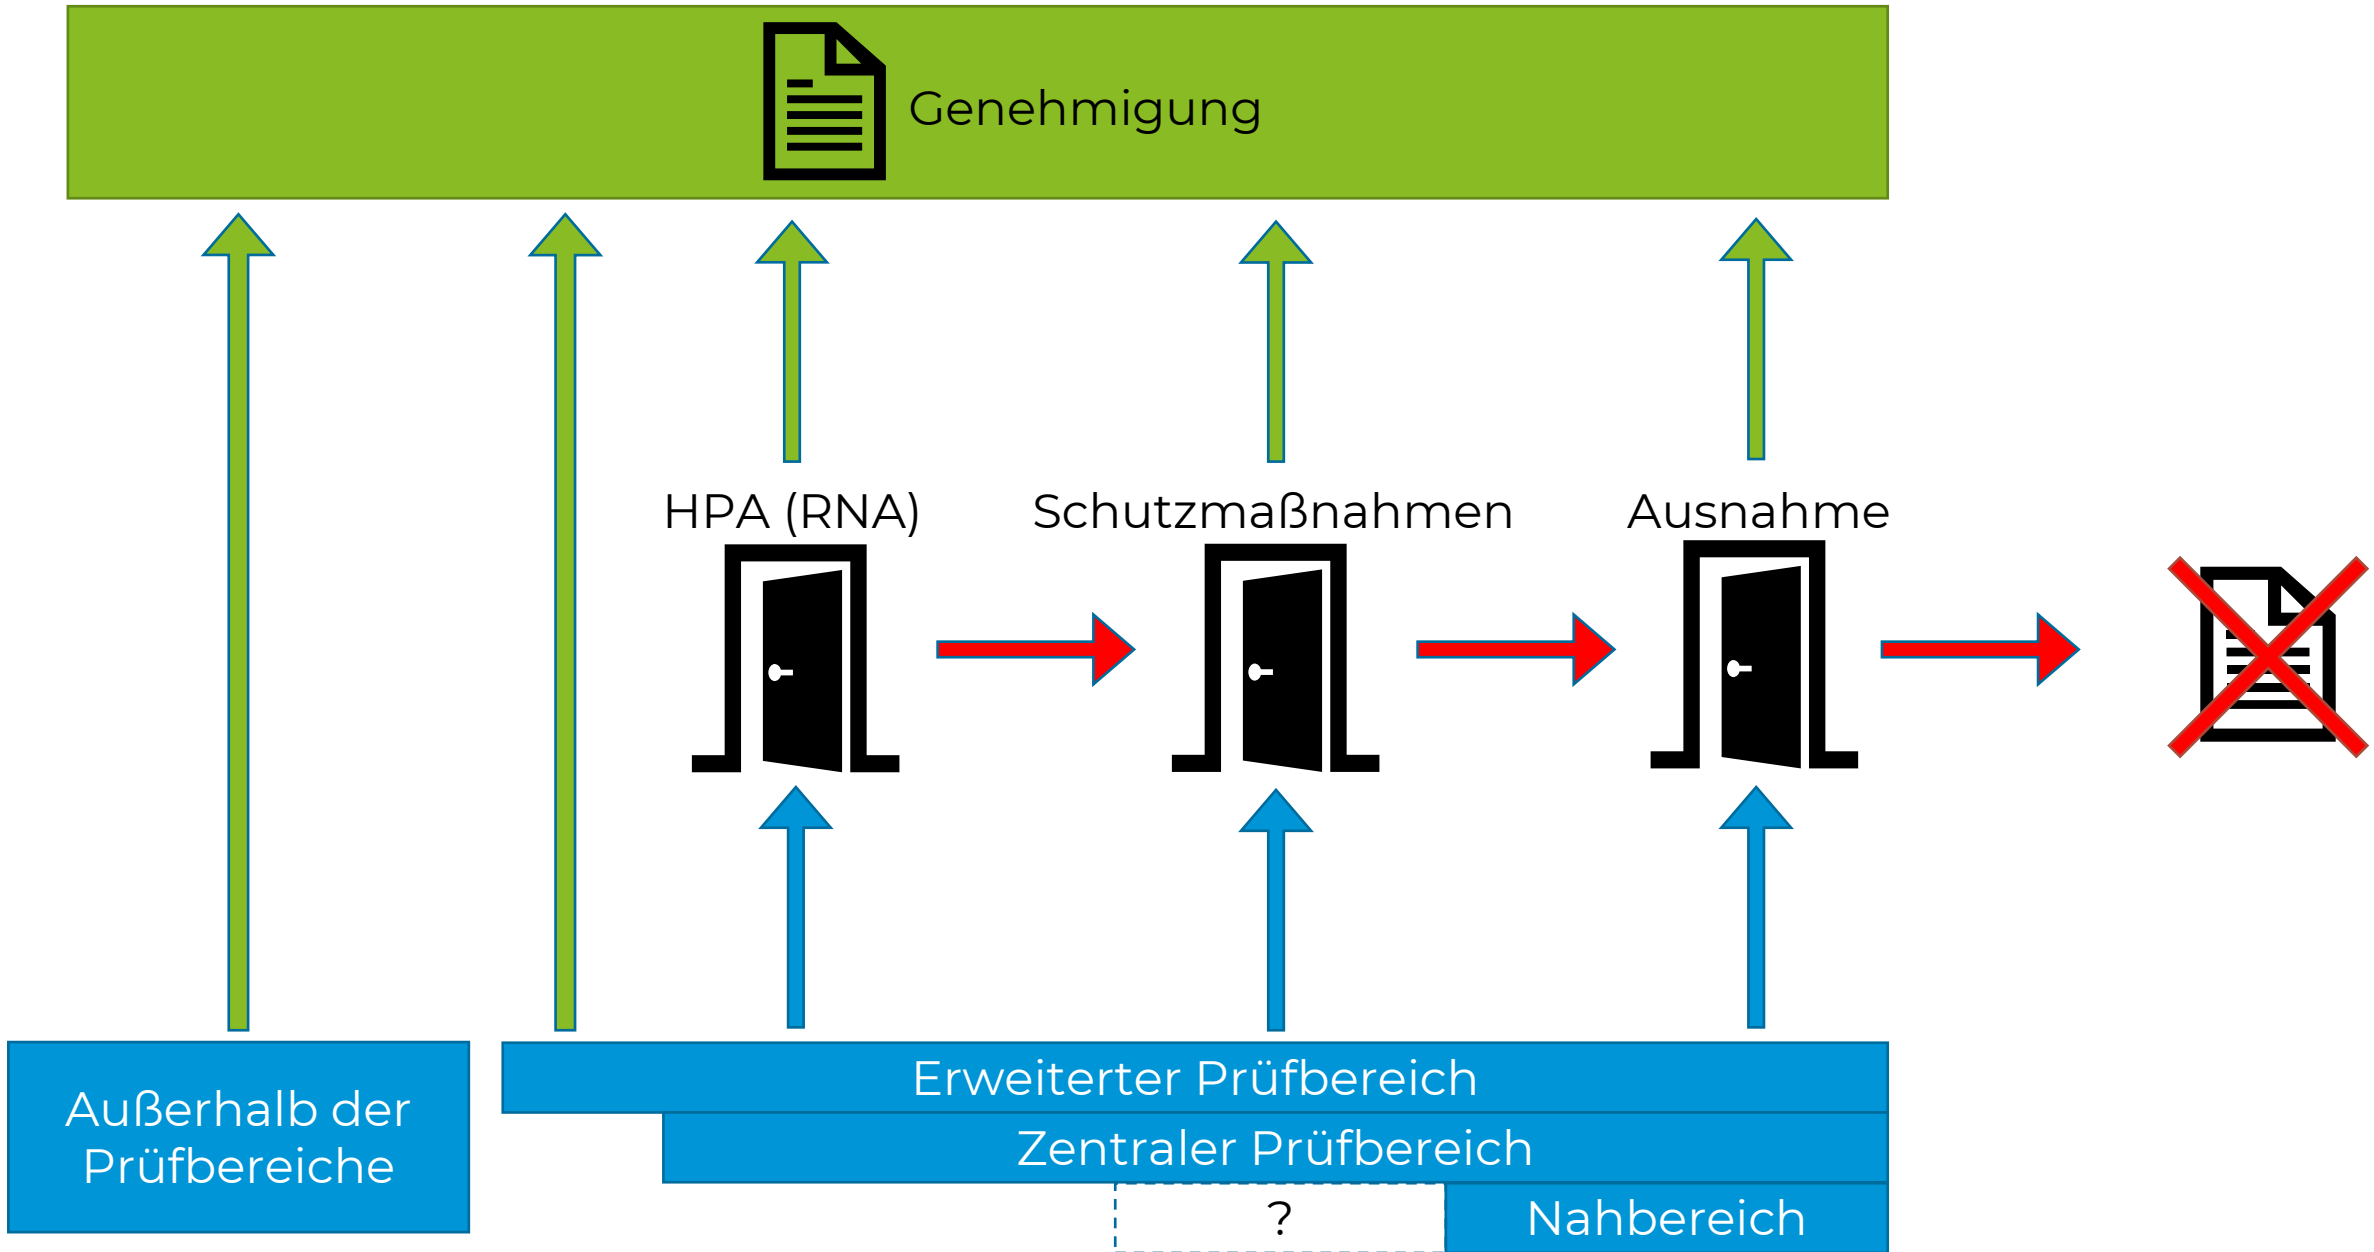 Genehmigung
HPA (RNA)
Schutzmaßnahmen
Ausnahme
Außerhalb der
Prüfbereiche
Erweiterter Prüfbereich
Zentraler Prüfbereich
?
Nahbereich